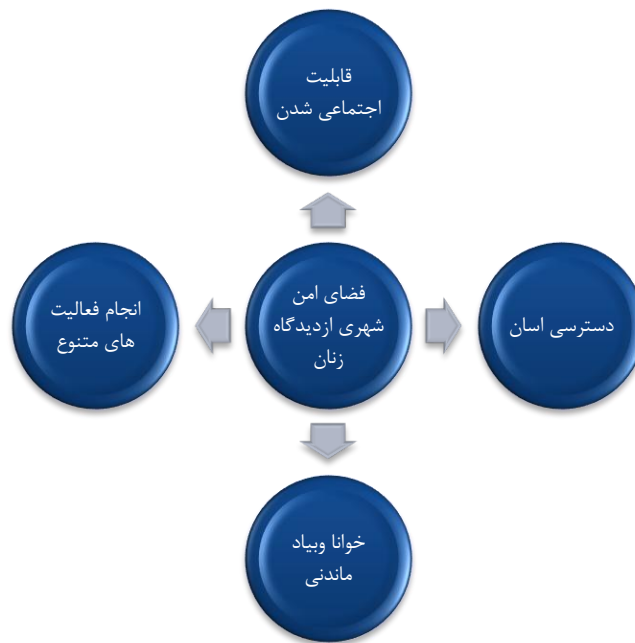 قابلیت
اجتماعی شدن
فضای امن
شهری ازدیدگاه
زنان
دسترسی اسان
انجام فعالیت
های متنوع
خوانا وبیاد
ماندنی